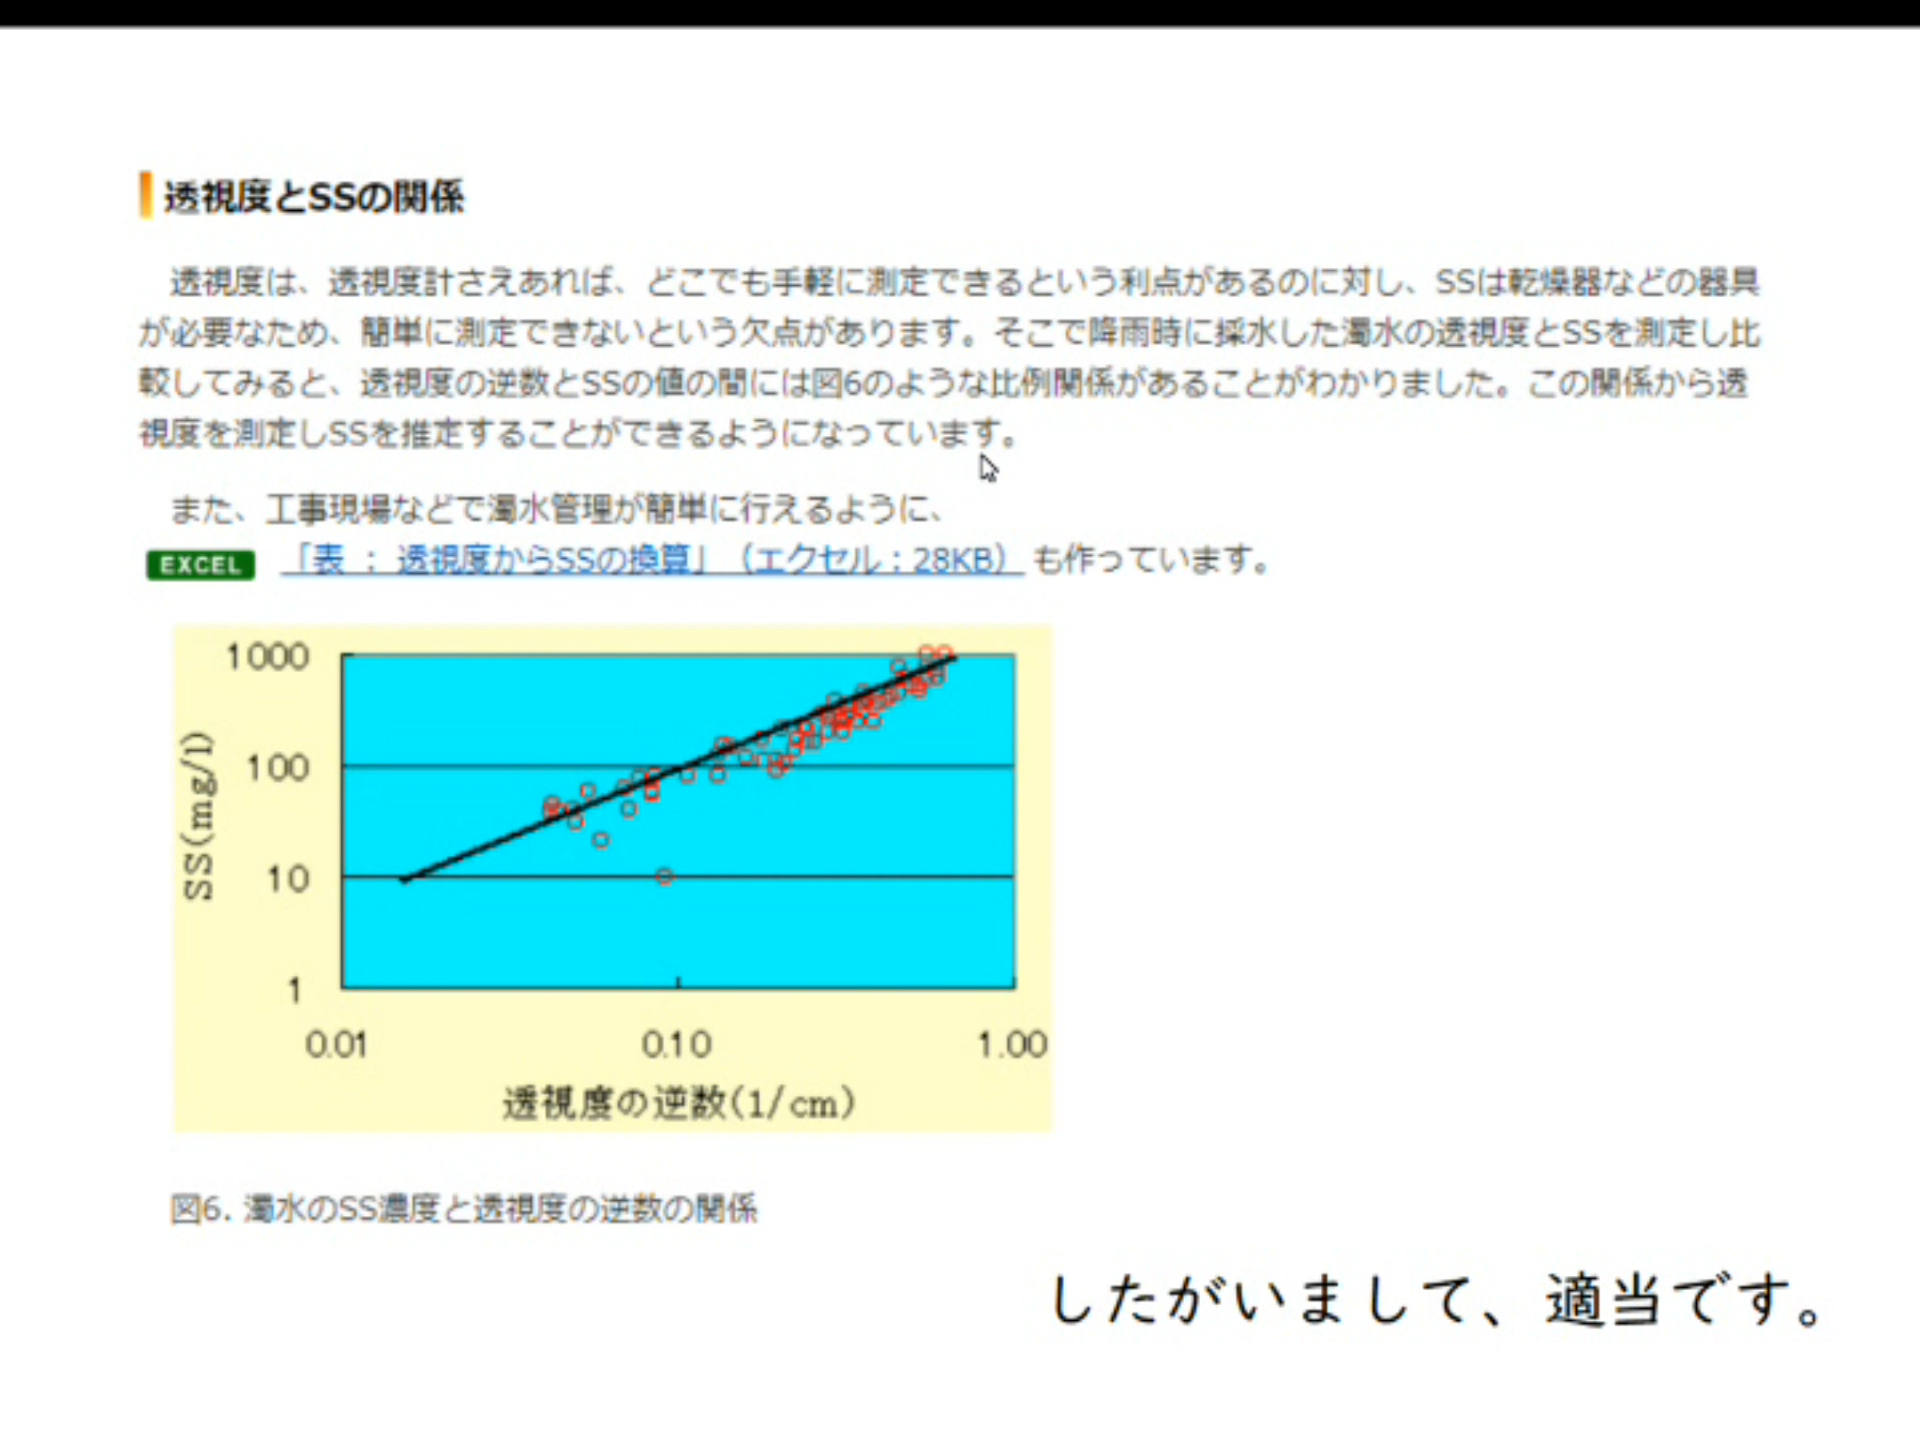 透視度とSSの関係
透視度は、透視度計さえあれば、どこでも手軽に測定できるという利点があるのに対し、SSは乾燥器などの器具
が必要なため、簡単に測定できないという欠点があります。そこで降雨時に採水した濁水の透視度とSSを測定し比
較してみると、透視度の逆数とSSの値の間には図6のような比例関係があることがわかりました。この関係から透
視度を測定しSSを推定することができるようになっています。
また、工事現場などで濁水管理が簡単に行えるように、
EXCEL 「表 : 透視度からSSの換算」(エクセル:28KB) も作っています。
1000
100
10
1
SS(mg/l)
0.01 0.10 1.00
透視度の逆数(1/cm)
図6. 濁水のSS濃度と透視度の逆数の関係
したがいまして、適当です。